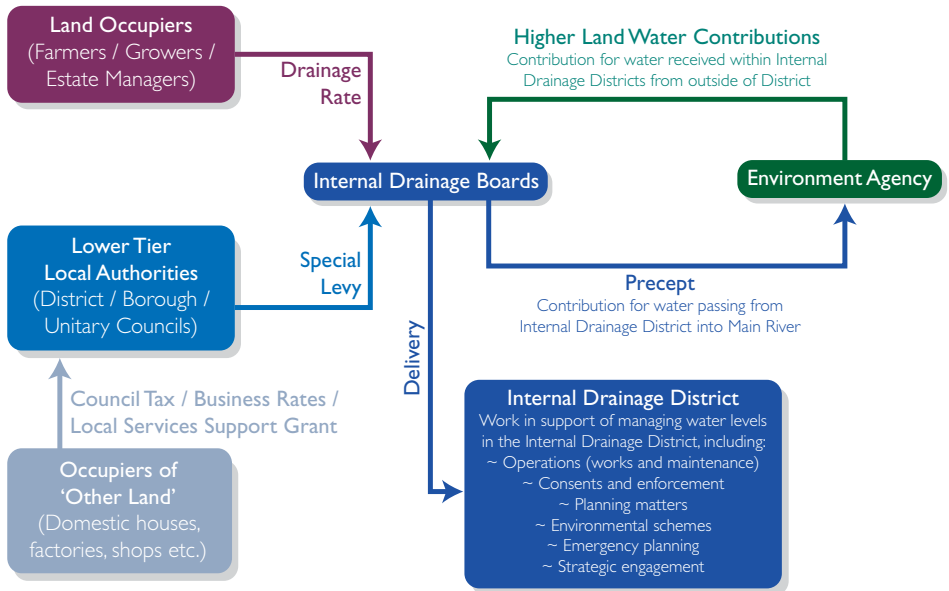 Land Occupiers
(Farmers / Growers /
Estate Managers)
Drainage
Rate
Higher Land Water Contributions
Contribution for water received within Internal
Drainage Districts from outside of District
Internal Drainage Boards
Environment Agency
Lower Tier
Local Authorities
(District / Borough /
Unitary Councils)
Special
Levy
Precept
Contribution for water passing from
Internal Drainage District into Main River
Delivery
Council Tax / Business Rates /
Local Services Support Grant
Occupiers of
‘Other Land’
(Domestic houses,
factories, shops etc.)
Internal Drainage District
Work in support of managing water levels
in the Internal Drainage District, including:
~ Operations (works and maintenance)
~ Consents and enforcement
~ Planning matters
~ Environmental schemes
~ Emergency planning
~ Strategic engagement